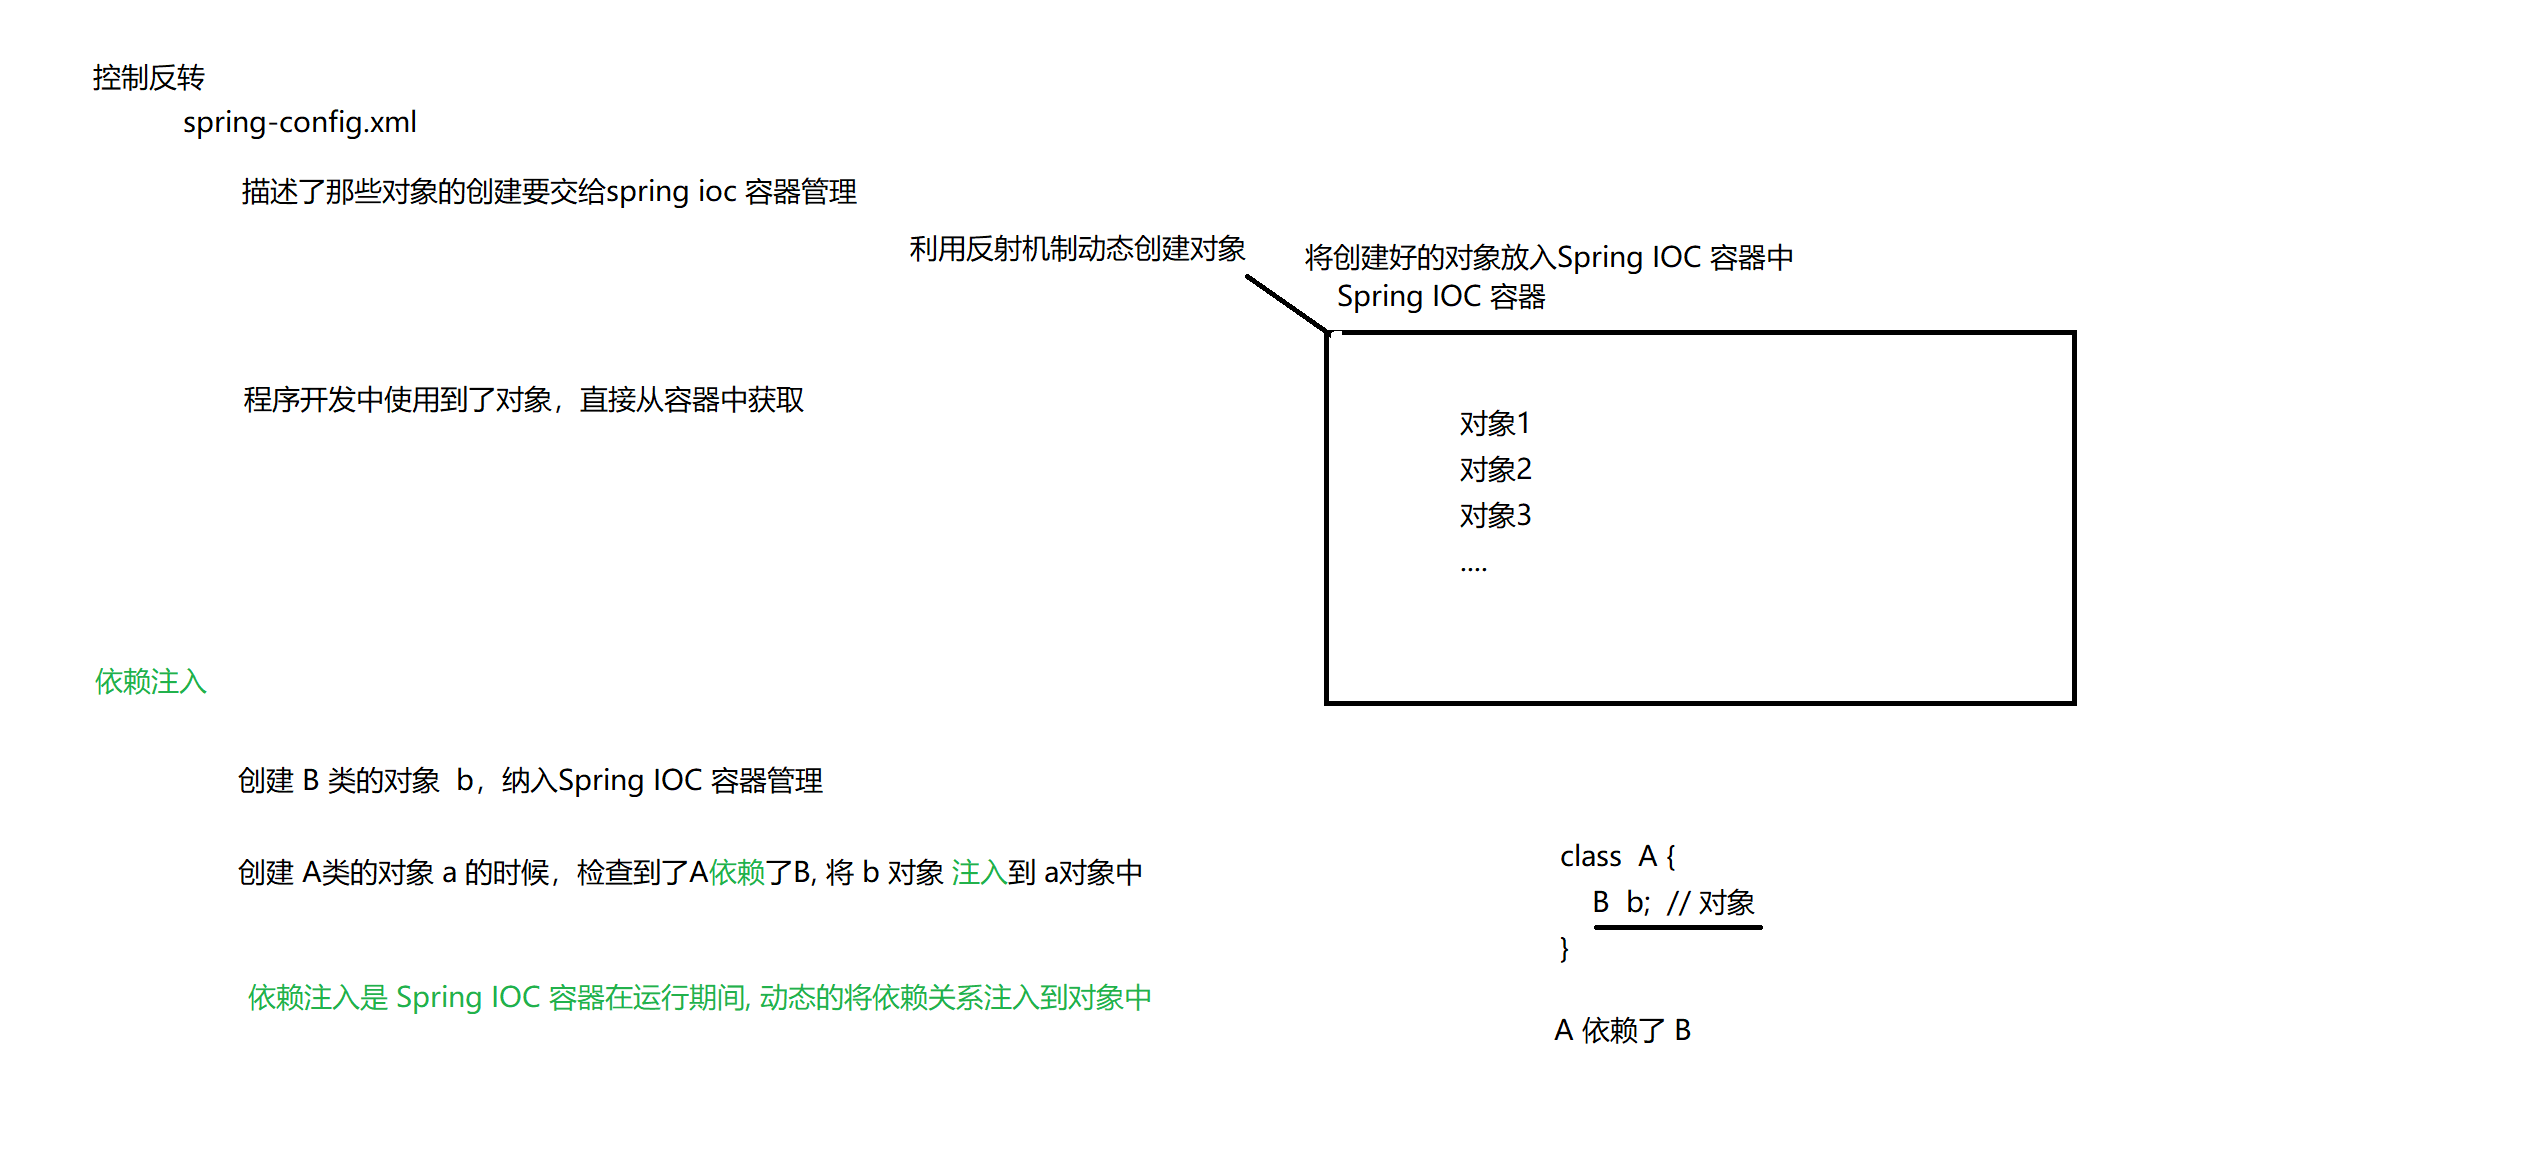 控制反转
spring-config.xml
描述了那些对象的创建要交给spring ioc 容器管理
利用反射机制动态创建对象
将创建好的对象放入Spring IOC 容器中
Spring IOC 容器
程序开发中使用到了对象，直接从容器中获取
对象1
对象2
对象3
....
依赖注入
创建 B 类的对象  b，纳入Spring IOC 容器管理
创建 A类的对象 a 的时候，检查到了A依赖了B, 将 b 对象 注入到 a对象中
依赖注入是 Spring IOC 容器在运行期间, 动态的将依赖关系注入到对象中
class  A {
B  b;  // 对象
}
A 依赖了 B